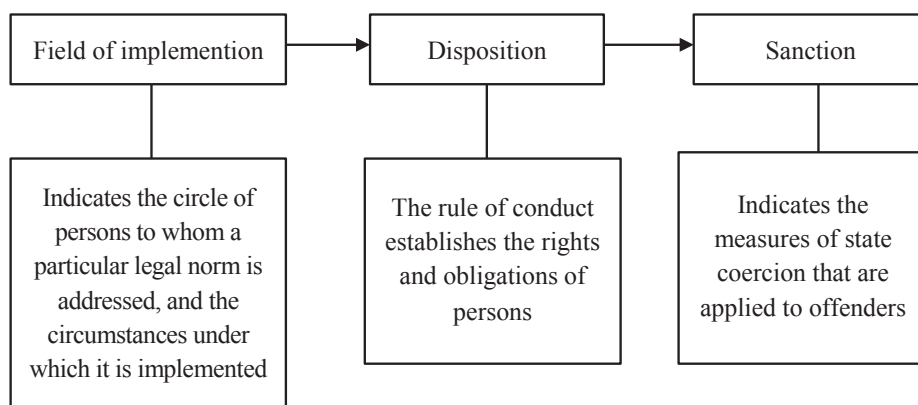 Field of implemention
Disposition
Sanction
Indicates the circle of
persons to whom a
particular legal norm is
addressed, and the
circumstances under
which it is implemented
The rule of conduct
establishes the rights
and obligations of
persons
Indicates the
measures of state
coercion that are
applied to offenders